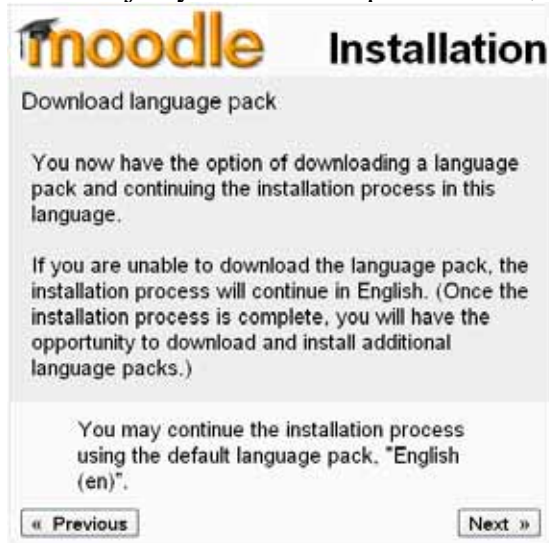 moodle Installation
Download language pack
You now have the option of downloading a language
pack and continuing the installation process in this
language.
If you are unable to download the language pack, the
installation process will continue in English. (Once the
installation process is complete, you will have the
opportunity to download and install additional
language packs.)
You may continue the installation process
using the default language pack, "English
(en)".
« Previous
Next »